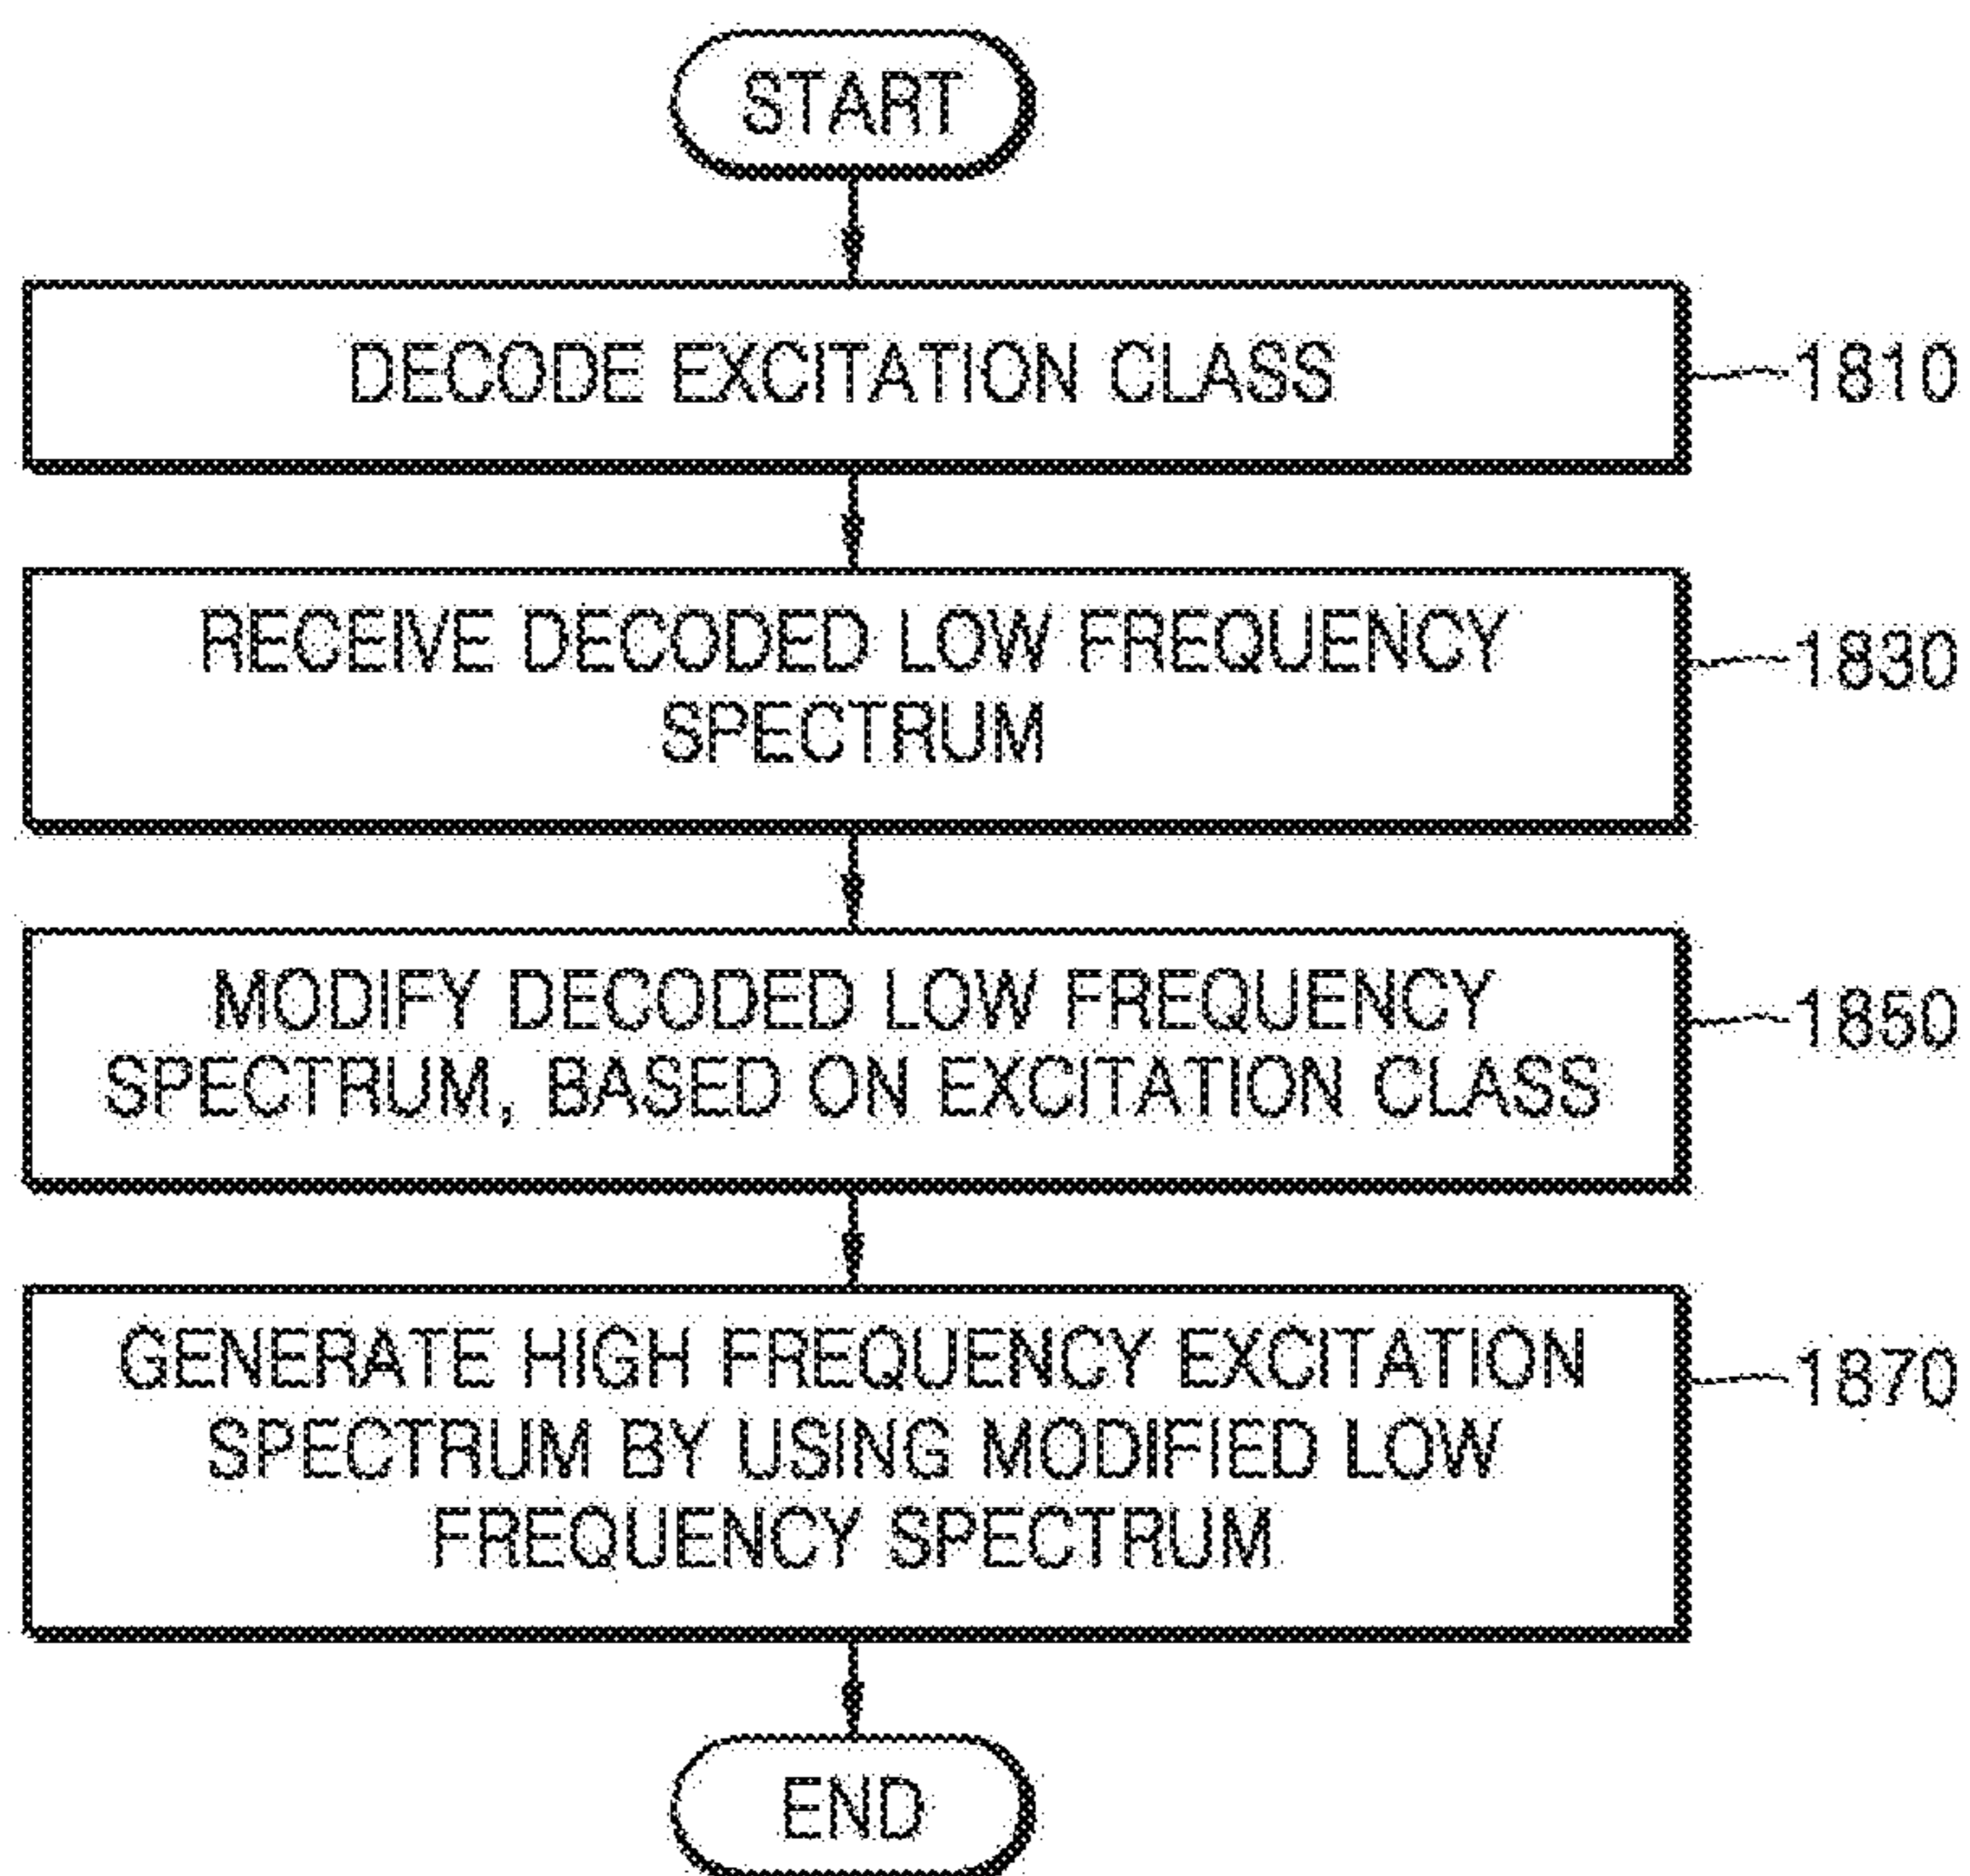 START
DECODE EXCITATION CLASS
1810
RECEIVE DECODED LOW FREQUENCY
SPECTRUM
1830
MODIFY DECODED LOW FREQUENCY
SPECTRUM, BASED ON EXCITATION CLASS
1850
GENERATE HIGH FREQUENCY EXCITATION
SPECTRUM BY USING MODIFIED LOW
FREQUENCY SPECTRUM
1870
END